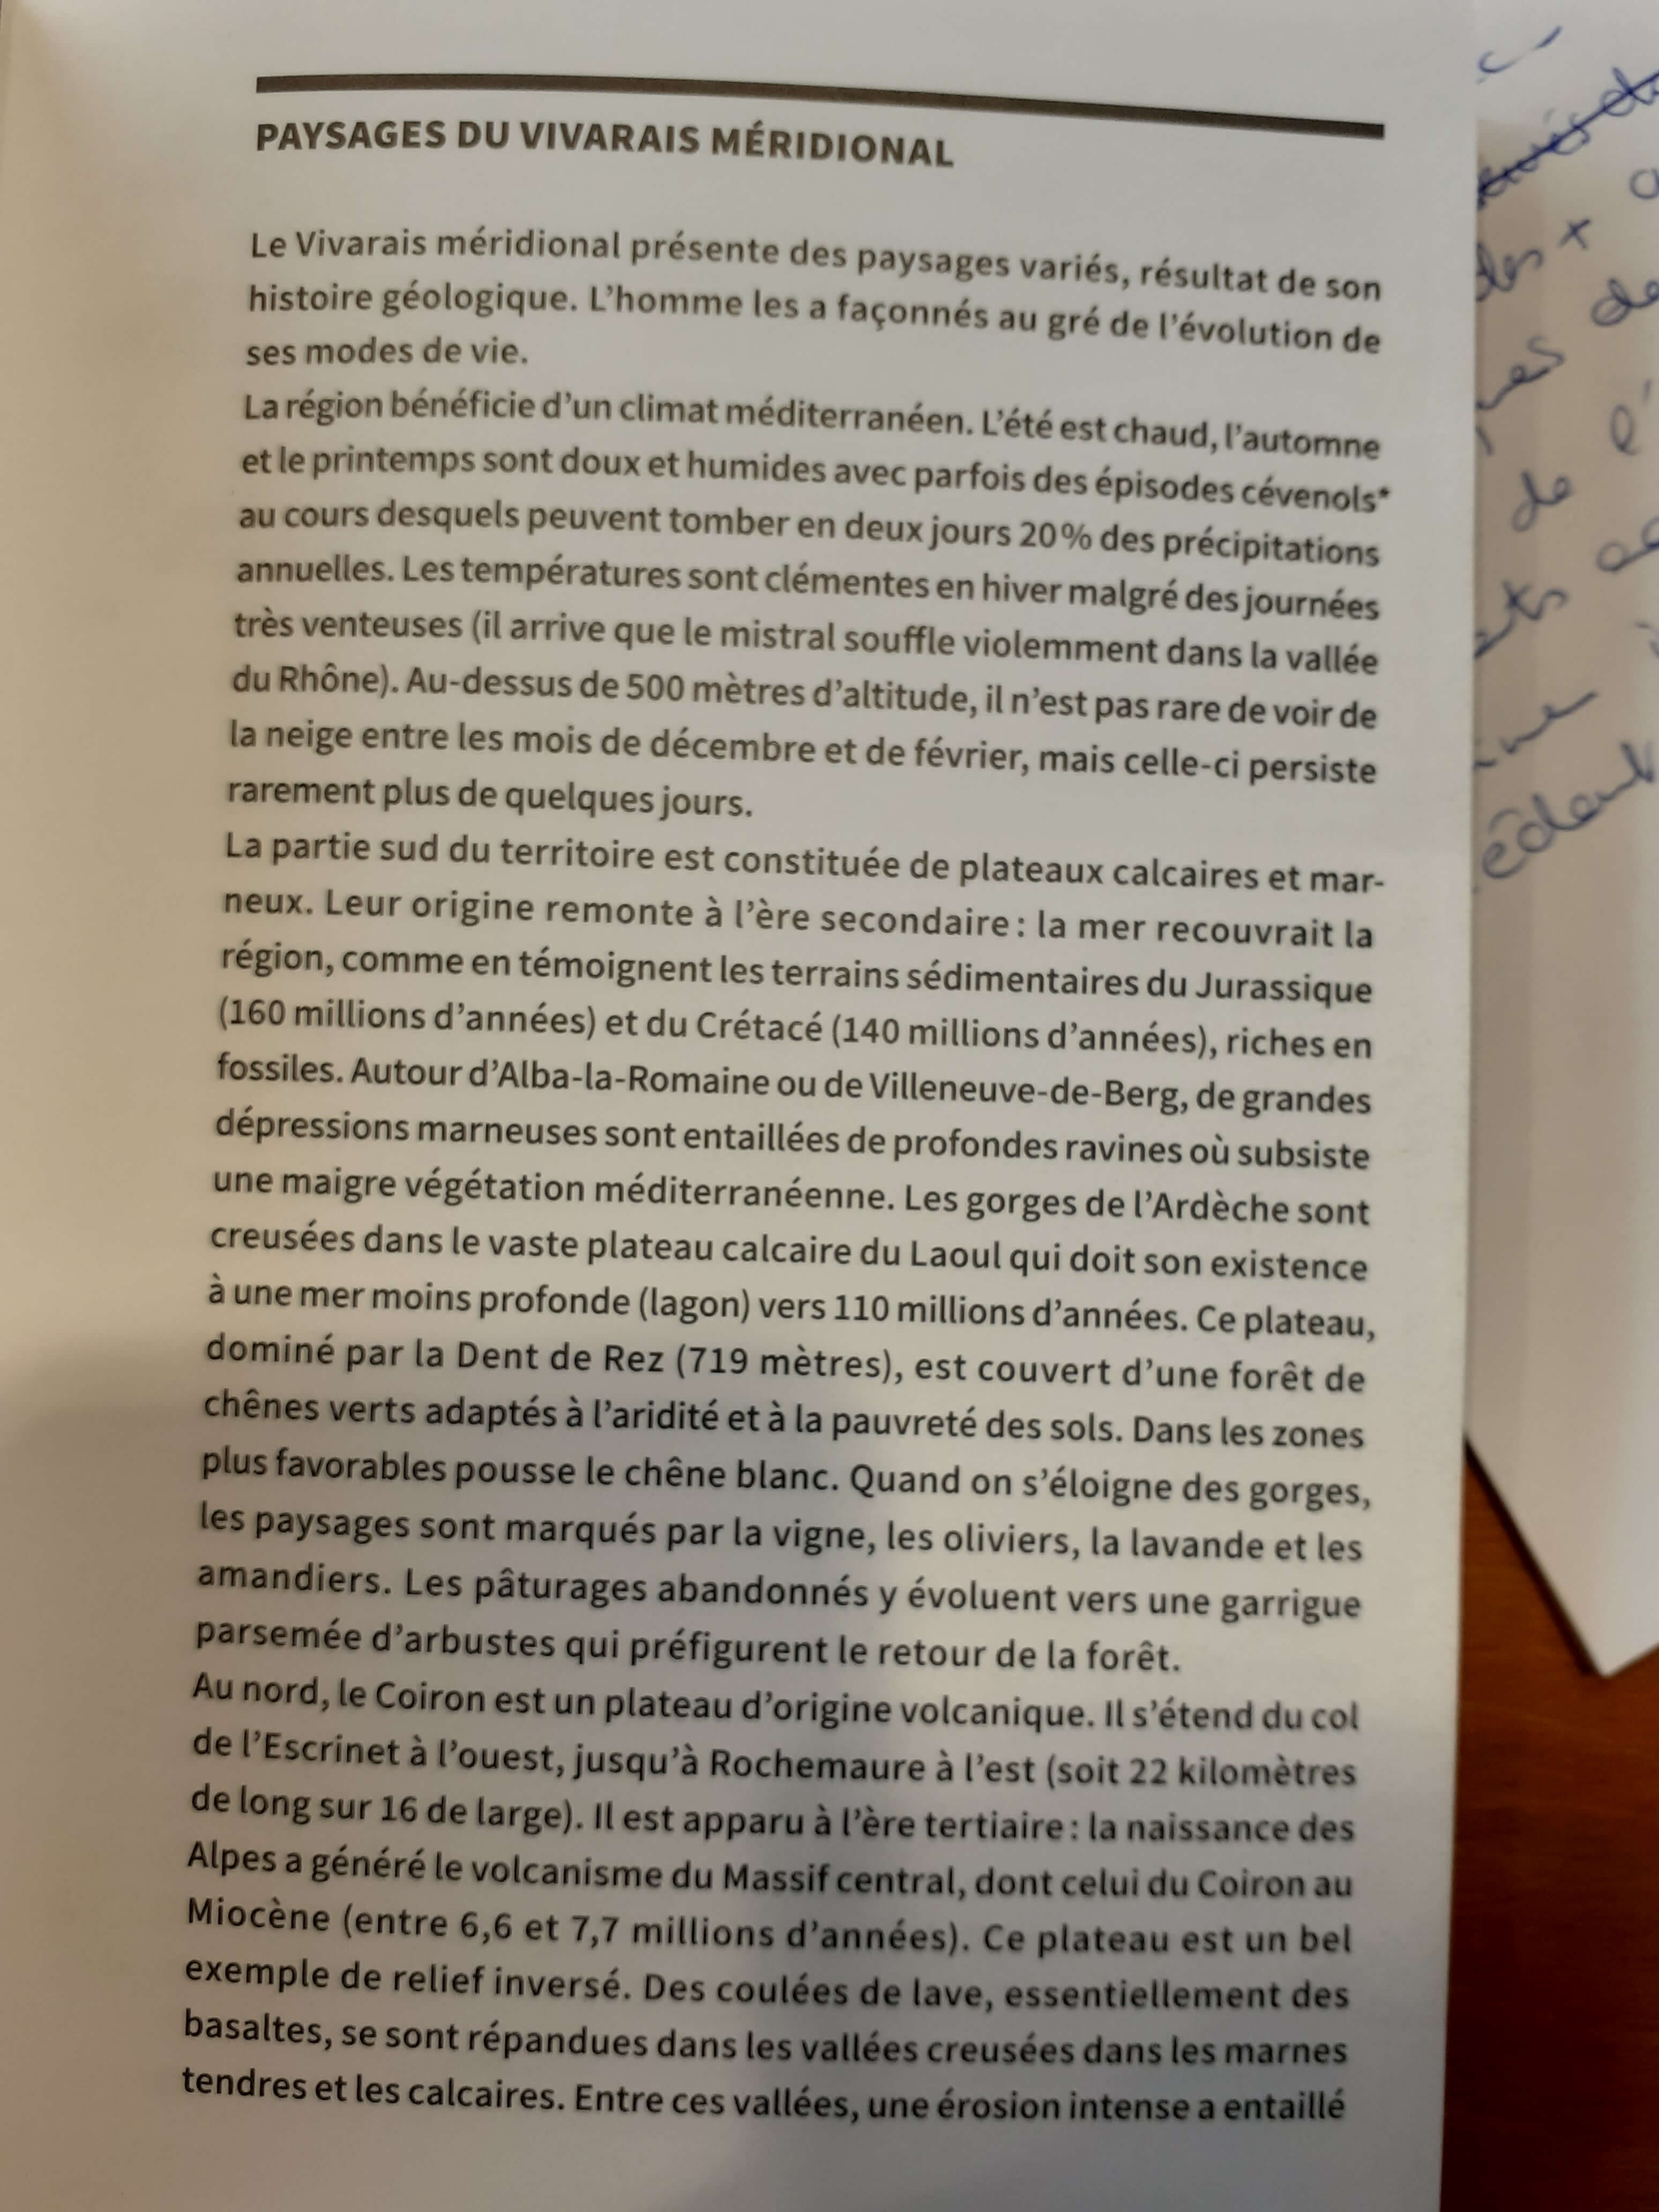 PAYSAGES DU VIVARAIS MÉRIDIONAL
Le Vivarais méridional présente des paysages variés, résultat de son
histoire géologique. L'homme les a façonnés au gré de l'évolution de
ses modes de vie.
La région bénéficie d'un climat méditerranéen. L'été est chaud, l'automne
et le printemps sont doux et humides avec parfois des épisodes cévenols*
au cours desquels peuvent tomber en deux jours 20% des précipitations
annuelles. Les températures sont clémentes en hiver malgré des journées
très venteuses (il arrive que le mistral souffle violemment dans la vallée
du Rhône). Au-dessus de 500 mètres d'altitude, il n'est pas rare de voir de
la neige entre les mois de décembre et de février, mais celle-ci persiste
rarement plus de quelques jours.
La partie sud du territoire est constituée de plateaux calcaires et mar-
neux. Leur origine remonte à l'ère secondaire : la mer recouvrait la
région, comme en témoignent les terrains sédimentaires du Jurassique
(160 millions d'années) et du Crétacé (140 millions d'années), riches en
fossiles. Autour d'Alba-la-Romaine ou de Villeneuve-de-Berg, de grandes
dépressions marneuses sont entaillées de profondes ravines où subsiste
une maigre végétation méditerranéenne. Les gorges de l'Ardèche sont
creusées dans le vaste plateau calcaire du Laoul qui doit son existence
à une mer moins profonde (lagon) vers 110 millions d'années. Ce plateau,
dominé par la Dent de Rez (719 mètres), est couvert d'une forêt de
chênes verts adaptés à l'aridité et à la pauvreté des sols. Dans les zones
plus favorables pousse le chêne blanc. Quand on s'éloigne des gorges,
les paysages sont marqués par la vigne, les oliviers, la lavande et les
amandiers. Les pâturages abandonnés y évoluent vers une garrigue
parsemée d'arbustes qui préfigurent le retour de la forêt.
Au nord, le Coiron est un plateau d'origine volcanique. Il s'étend du col
de l'Escrinet à l'ouest, jusqu'à Rochemaure à l'est (soit 22 kilomètres
de long sur 16 de large). Il est apparu à l'ère tertiaire : la naissance des
Alpes a généré le volcanisme du Massif central, dont celui du Coiron au
Miocène (entre 6,6 et 7,7 millions d'années). Ce plateau est un bel
exemple de relief inversé. Des coulées de lave, essentiellement des
basaltes, se sont répandues dans les vallées creusées dans les marnes
tendres et les calcaires. Entre ces vallées, une érosion intense a entaillé
de